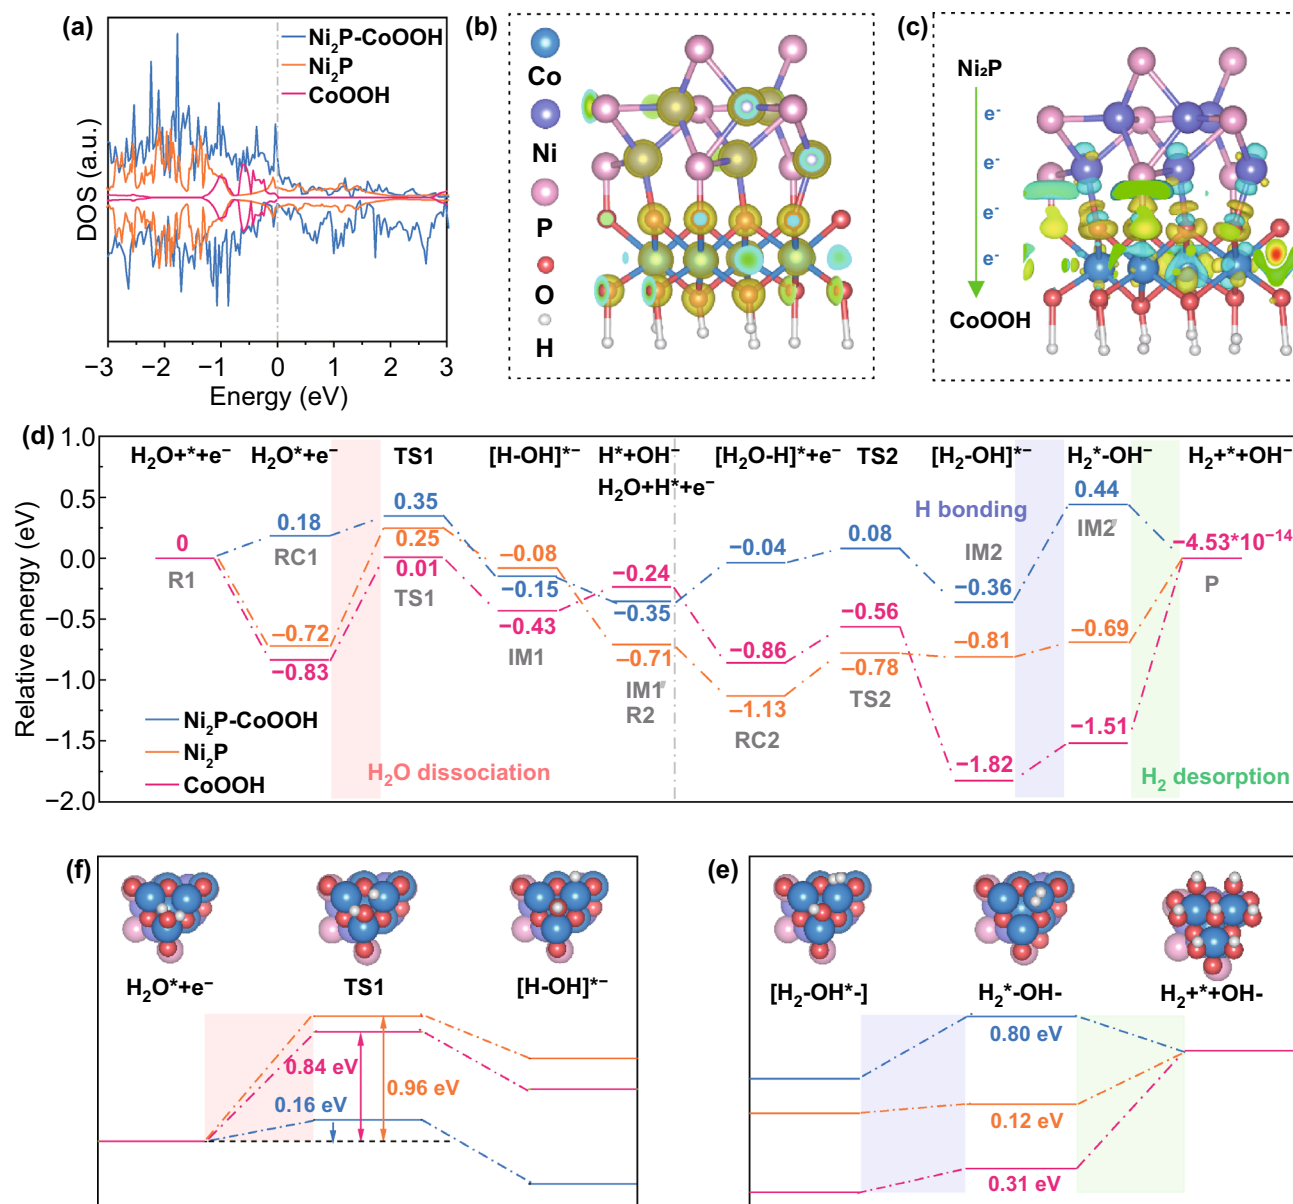 (a)
Ni₂P-CoOOH
Ni₂P
CoOOH
DOS (a.u.)
−3 −2 −1 0 1 2 3
Energy (eV)
(b)
Co
Ni
P
O
H
(c)
Ni₂P
e⁻
e⁻
e⁻
e⁻
CoOOH
(d)
Relative energy (eV)
1.0
0.5
0.0
−0.5
−1.0
−1.5
−2.0
H₂O+*+e⁻ H₂O*+e⁻ TS1 [H-OH]*⁻ H*+OH⁻ [H₂O-H]*+e⁻ TS2 [H₂-OH]*⁻ H₂*-OH⁻ H₂+*+OH⁻
H₂O+H*+e⁻
0 0.18 0.35 −0.08 −0.24 −0.04 0.08 H bonding 0.44 −4.53*10⁻¹⁴
R1 RC1 0.25 −0.15 −0.35 IM2 IM2' P
0.01 −0.36
TS1
−0.72 −0.43 −0.71 −0.86 −0.56 −0.81 −0.69
−0.83 IM1 IM1' −1.13 −0.78 −1.51
R2 RC2 TS2 −1.82
Ni₂P-CoOOH
Ni₂P
CoOOH
H₂O dissociation
H₂ desorption
(f)
H₂O*+e⁻ TS1 [H-OH]*⁻
0.84 eV
0.96 eV
0.16 eV
(e)
[H₂-OH*-] H₂*-OH- H₂+*+OH-
0.80 eV
0.12 eV
0.31 eV